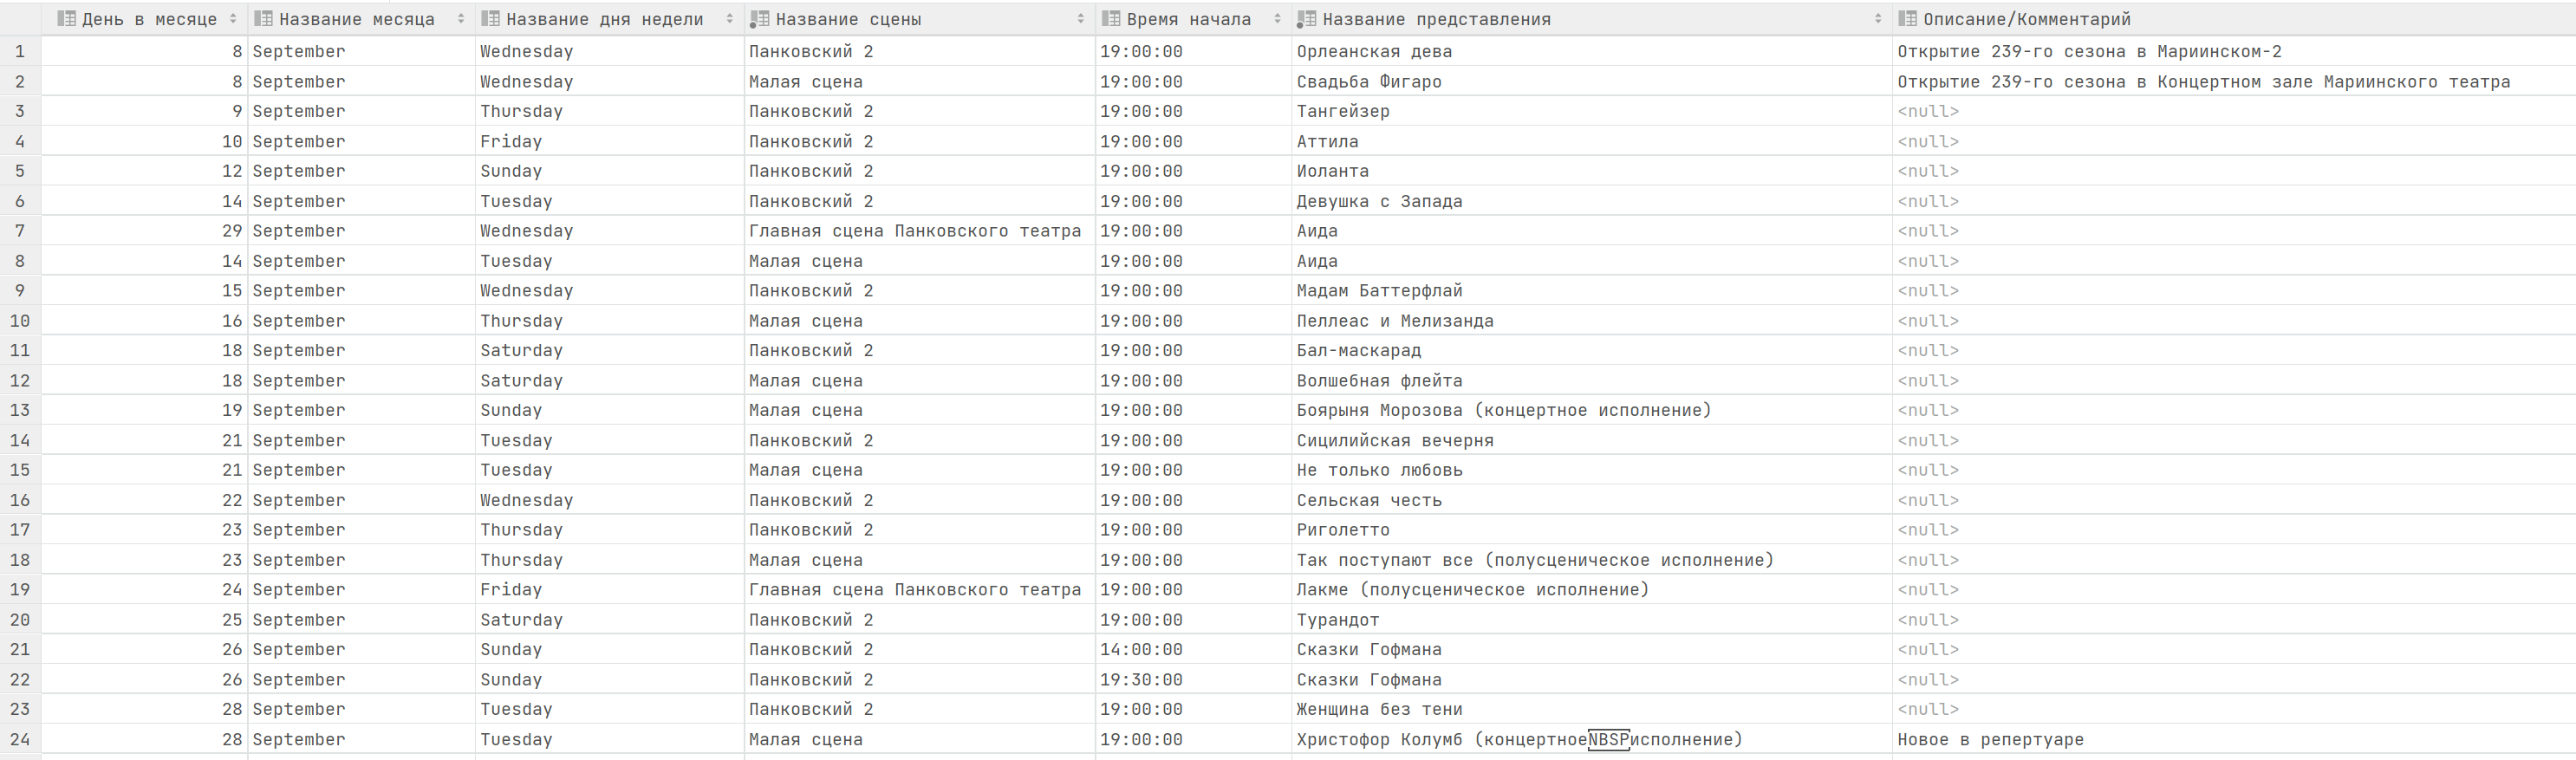 День в месяце Название месяца Название дня недели Название сцены Время начала Название представления Описание/Комментарий
1 8 September Wednesday Панковский 2 19:00:00 Орлеанская дева Открытие 239-го сезона в Мариинском-2
2 8 September Wednesday Малая сцена 19:00:00 Свадьба Фигаро Открытие 239-го сезона в Концертном зале Мариинского театра
3 9 September Thursday Панковский 2 19:00:00 Тангейзер <null>
4 10 September Friday Панковский 2 19:00:00 Аттила <null>
5 12 September Sunday Панковский 2 19:00:00 Иоланта <null>
6 14 September Tuesday Панковский 2 19:00:00 Девушка с Запада <null>
7 29 September Wednesday Главная сцена Панковского театра 19:00:00 Аида <null>
8 14 September Tuesday Малая сцена 19:00:00 Аида <null>
9 15 September Wednesday Панковский 2 19:00:00 Мадам Баттерфлай <null>
10 16 September Thursday Малая сцена 19:00:00 Пеллеас и Мелизанда <null>
11 18 September Saturday Панковский 2 19:00:00 Бал-маскарад <null>
12 18 September Saturday Малая сцена 19:00:00 Волшебная флейта <null>
13 19 September Sunday Малая сцена 19:00:00 Боярыня Морозова (концертное исполнение) <null>
14 21 September Tuesday Панковский 2 19:00:00 Сицилийская вечерня <null>
15 21 September Tuesday Малая сцена 19:00:00 Не только любовь <null>
16 22 September Wednesday Панковский 2 19:00:00 Сельская честь <null>
17 23 September Thursday Панковский 2 19:00:00 Риголетто <null>
18 23 September Thursday Малая сцена 19:00:00 Так поступают все (полусценическое исполнение) <null>
19 24 September Friday Главная сцена Панковского театра 19:00:00 Лакме (полусценическое исполнение) <null>
20 25 September Saturday Панковский 2 19:00:00 Турандот <null>
21 26 September Sunday Панковский 2 14:00:00 Сказки Гофмана <null>
22 26 September Sunday Панковский 2 19:30:00 Сказки Гофмана <null>
23 28 September Tuesday Панковский 2 19:00:00 Женщина без тени <null>
24 28 September Tuesday Малая сцена 19:00:00 Христофор Колумб (концертноеNBSPисполнение) Новое в репертуаре